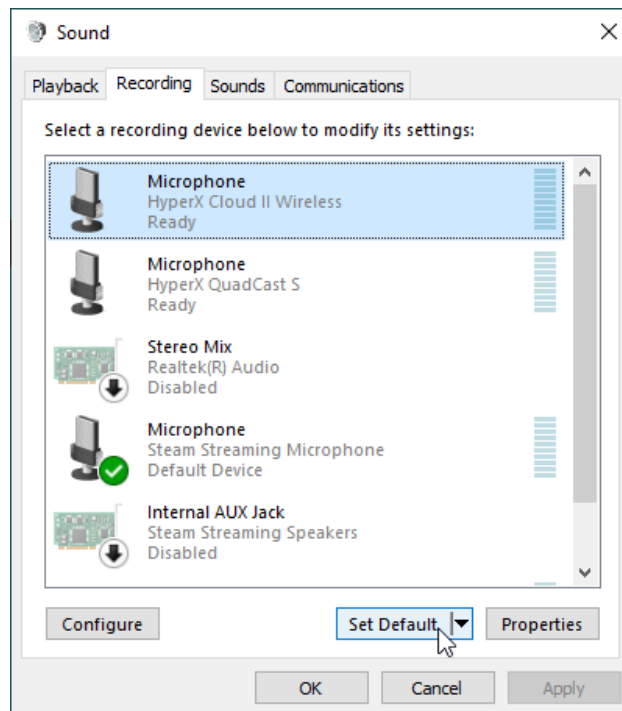 Sound
Playback Recording Sounds Communications
Select a recording device below to modify its settings:
Microphone
HyperX Cloud II Wireless
Ready
Microphone
HyperX QuadCast S
Ready
Stereo Mix
Realtek(R) Audio
Disabled
Microphone
Steam Streaming Microphone
Default Device
Internal AUX Jack
Steam Streaming Speakers
Disabled
Configure Set Default Properties
OK Cancel Apply